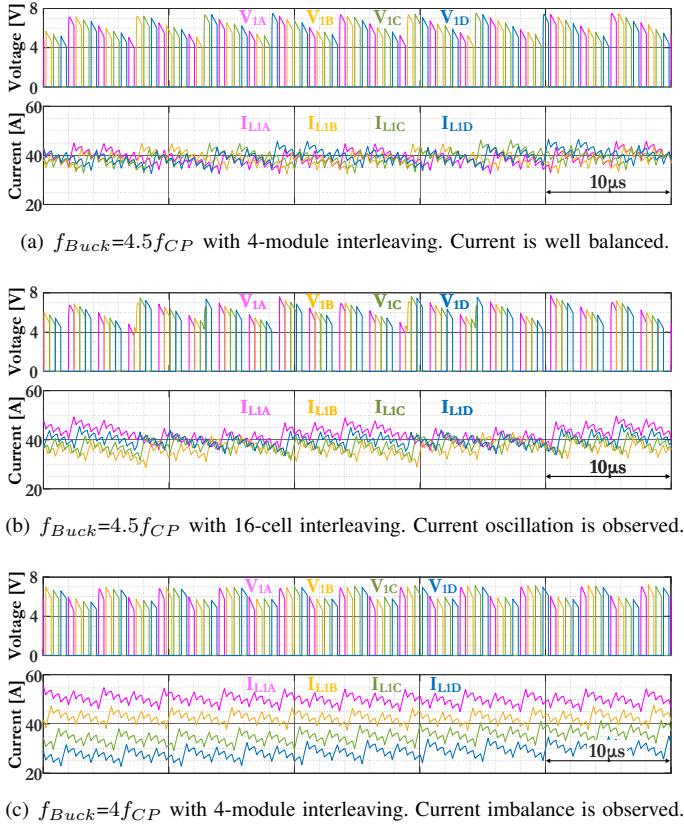 8
Voltage [V]
4
0
V1A V1B V1C V1D
60
Current [A]
40
20
IL1A IL1B IL1C IL1D
10μs
(a) fBuck=4.5fCP with 4-module interleaving. Current is well balanced.
8
Voltage [V]
4
0
V1A V1B V1C V1D
60
Current [A]
40
20
IL1A IL1B IL1C IL1D
10μs
(b) fBuck=4.5fCP with 16-cell interleaving. Current oscillation is observed.
8
Voltage [V]
4
0
V1A V1B V1C V1D
60
Current [A]
40
20
IL1A IL1B IL1C IL1D
10μs
(c) fBuck=4fCP with 4-module interleaving. Current imbalance is observed.